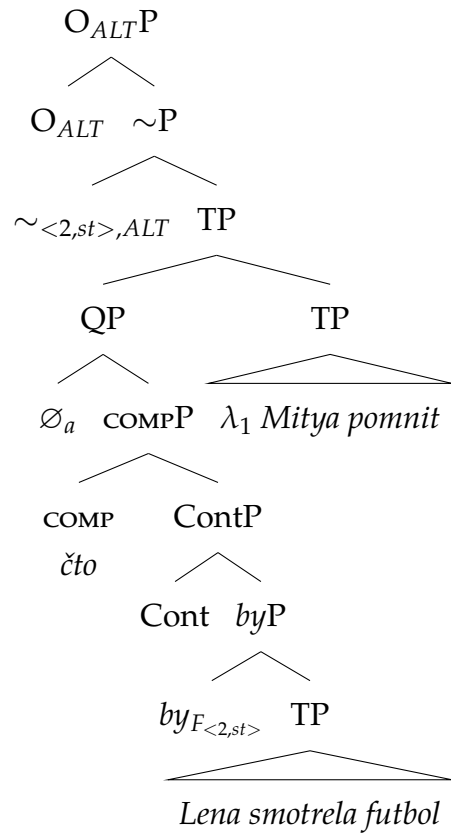 O_ALT P
O_ALT ∼P
∼_<2,st>,ALT TP
QP TP
∅_a COMPP λ_1 Mitya pomnit
COMP ContP
čto
Cont byP
by_F_<2,st> TP
Lena smotrela futbol